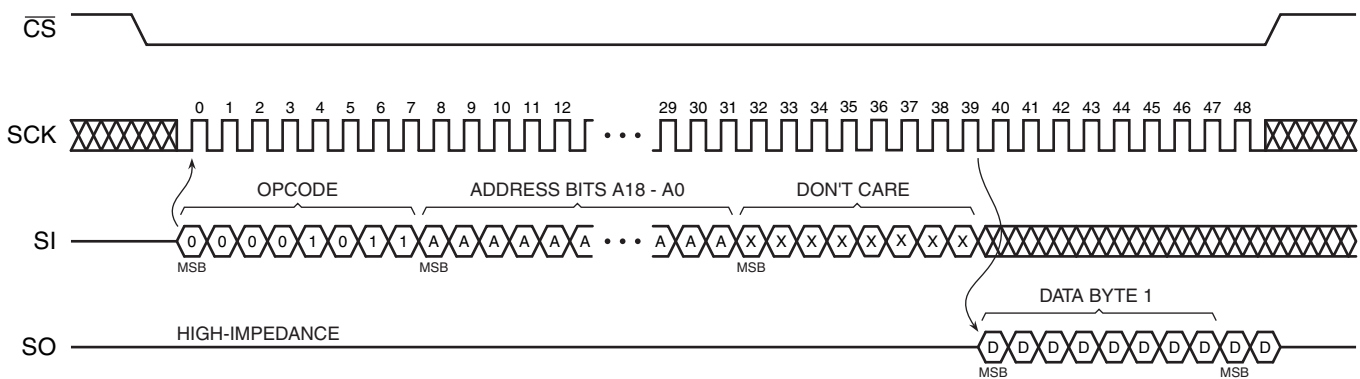 CS
0 1 2 3 4 5 6 7 8 9 10 11 12 29 30 31 32 33 34 35 36 37 38 39 40 41 42 43 44 45 46 47 48
SCK
OPCODE ADDRESS BITS A18 - A0 DON'T CARE
SI 0 0 0 0 1 0 1 1 A A A A A A A A A X X X X X X X X
MSB MSB MSB
DATA BYTE 1
HIGH-IMPEDANCE
SO D D D D D D D D D D
MSB MSB